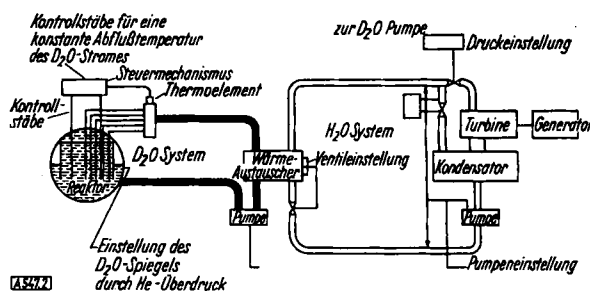 Kontrollstäbe für eine
konstante Abflußtemperatur
des D₂O-Stromes
Steuermechanismus
Thermoelement
Kontroll-
stäbe
D₂O System
Reaktor
Wärme-
Austauscher
Pumpe
Einstellung des
D₂O-Spiegels
durch He-Überdruck
zur D₂O Pumpe
Druckeinstellung
H₂O System
Ventileinstellung
Turbine
Generator
Kondensator
Pumpe
Pumpeneinstellung
A547.2